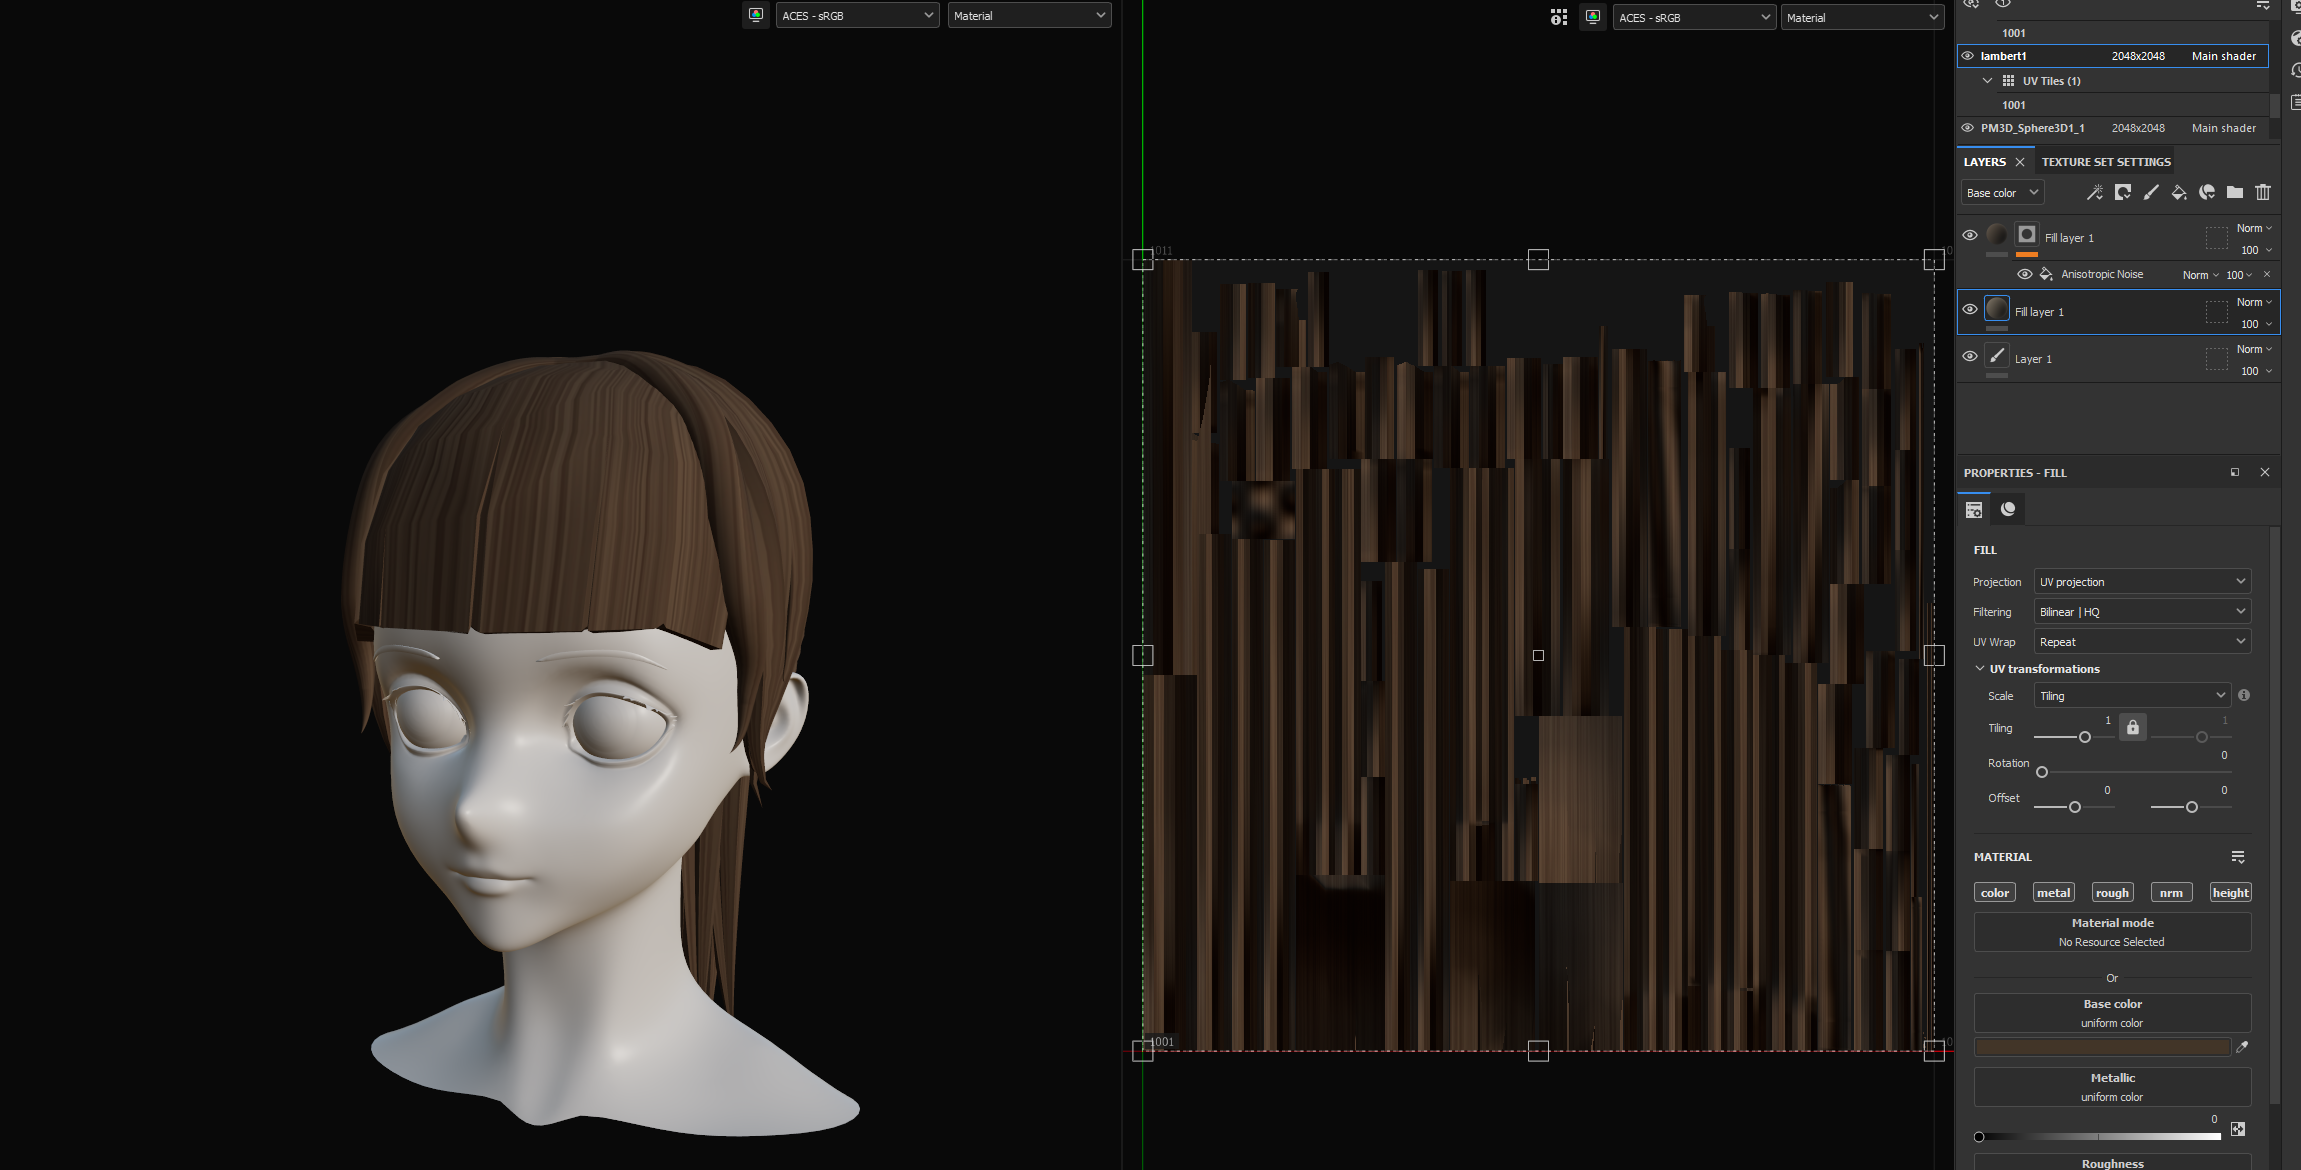 ACES - sRGB
Material
ACES - sRGB
Material
1001
lambert1 2048x2048 Main shader
UV Tiles (1)
1001
PM3D_Sphere3D1_1 2048x2048 Main shader
LAYERS TEXTURE SET SETTINGS
Base color
Fill layer 1 Norm
100
Anisotropic Noise Norm 100
Fill layer 1 Norm
100
Layer 1 Norm
100
PROPERTIES - FILL
FILL
Projection UV projection
Filtering Bilinear | HQ
UV Wrap Repeat
UV transformations
Scale Tiling
Tiling 1 1
Rotation 0
Offset 0 0
MATERIAL
color metal rough nrm height
Material mode
No Resource Selected
Or
Base color
uniform color
Metallic
uniform color
0
Roughness
1011
10
1001
10